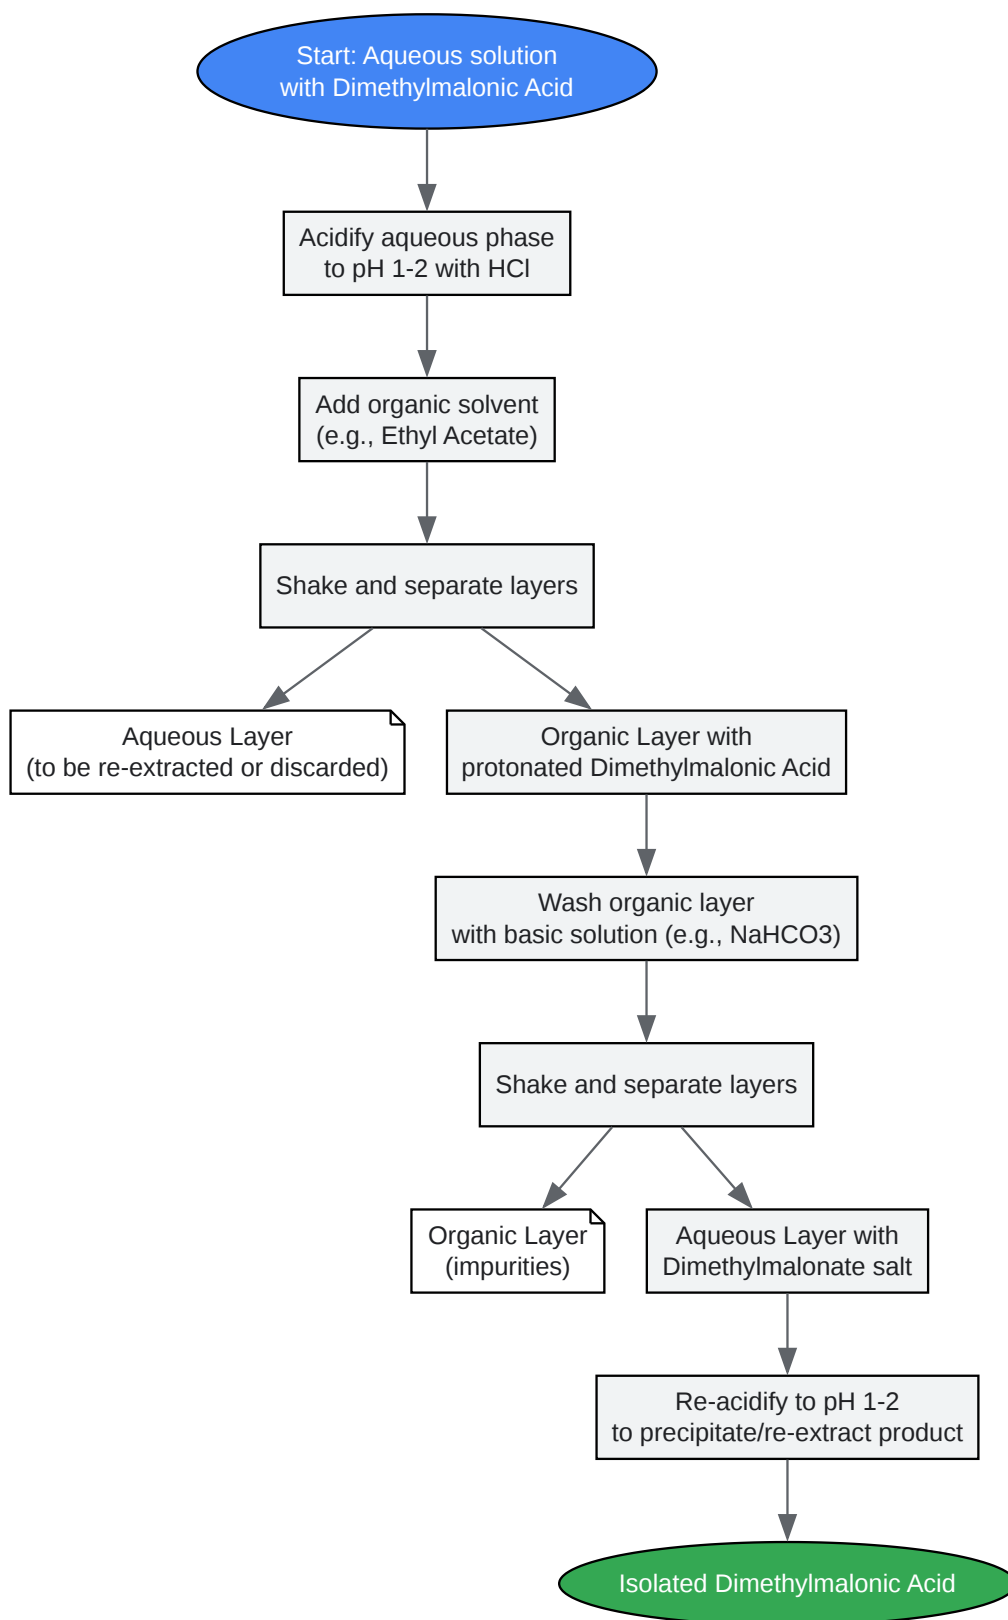 Start: Aqueous solution
with Dimethylmalonic Acid
Acidify aqueous phase
to pH 1-2 with HCl
Add organic solvent
(e.g., Ethyl Acetate)
Shake and separate layers
Aqueous Layer
(to be re-extracted or discarded)
Organic Layer with
protonated Dimethylmalonic Acid
Wash organic layer
with basic solution (e.g., NaHCO3)
Shake and separate layers
Organic Layer
(impurities)
Aqueous Layer with
Dimethylmalonate salt
Re-acidify to pH 1-2
to precipitate/re-extract product
Isolated Dimethylmalonic Acid